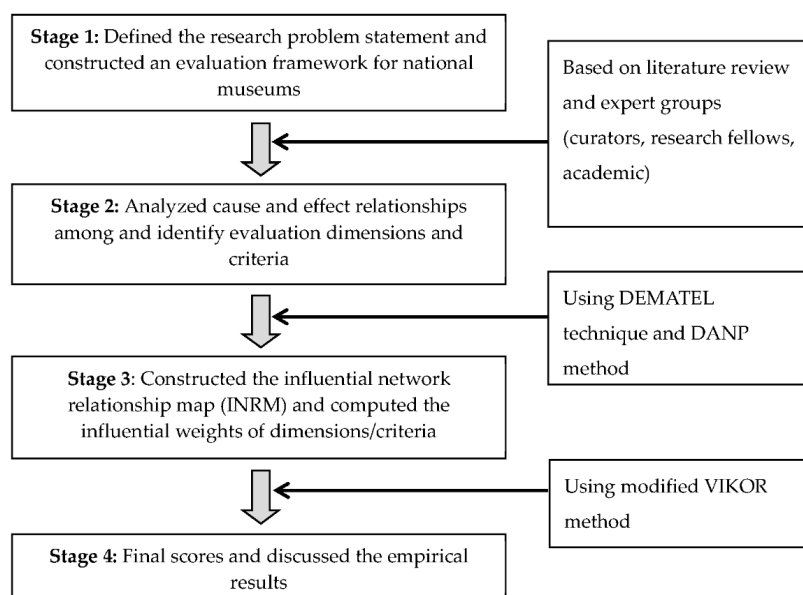 Stage 1: Defined the research problem statement and
constructed an evaluation framework for national
museums
Based on literature review
and expert groups
(curators, research fellows,
academic)
Stage 2: Analyzed cause and effect relationships
among and identify evaluation dimensions and
criteria
Using DEMATEL
technique and DANP
method
Stage 3: Constructed the influential network
relationship map (INRM) and computed the
influential weights of dimensions/criteria
Using modified VIKOR
method
Stage 4: Final scores and discussed the empirical
results